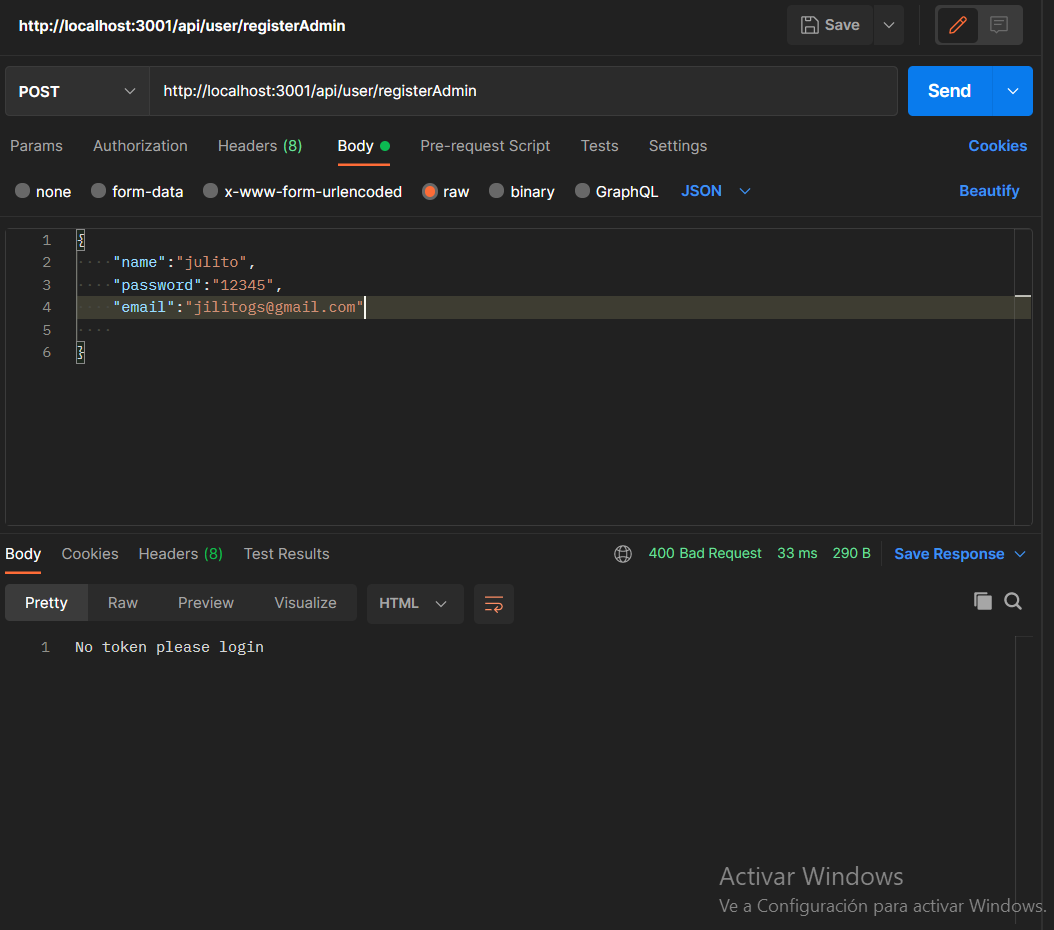 http://localhost:3001/api/user/registerAdmin
Save
POST
http://localhost:3001/api/user/registerAdmin
Send
Params Authorization Headers (8) Body Pre-request Script Tests Settings Cookies
none form-data x-www-form-urlencoded raw binary GraphQL JSON Beautify
1 {
2 ····"name":"julito",
3 ····"password":"12345",
4 ····"email":"jilitogs@gmail.com"
5 ····
6 }
Body Cookies Headers (8) Test Results 400 Bad Request 33 ms 290 B Save Response
Pretty Raw Preview Visualize HTML
1 No token please login
Activar Windows
Ve a Configuración para activar Windows.